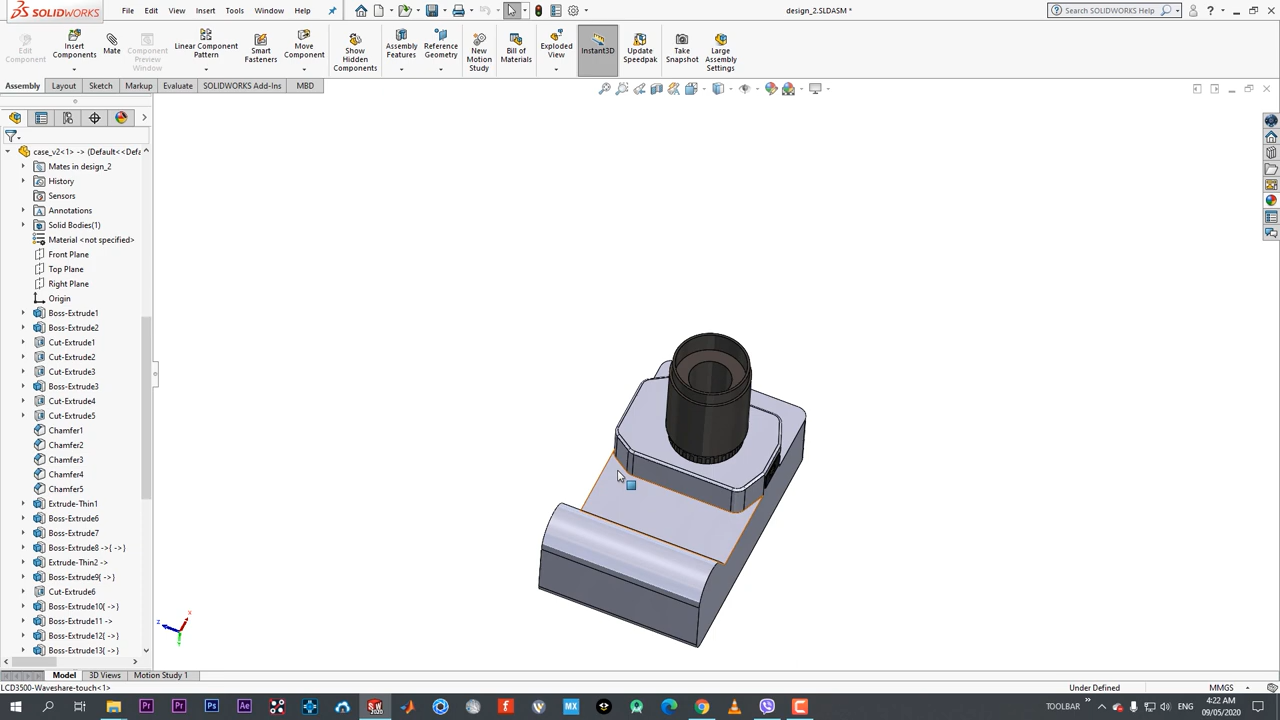 SOLIDWORKS
File Edit View Insert Tools Window Help
design_2.SLDASM *
Search SOLIDWORKS Help
Edit Component
Insert Components
Mate
Component Preview Window
Linear Component Pattern
Smart Fasteners
Move Component
Show Hidden Components
Assembly Features
Reference Geometry
New Motion Study
Bill of Materials
Exploded View
Instant3D
Update Speedpak
Take Snapshot
Large Assembly Settings
Assembly Layout Sketch Markup Evaluate SOLIDWORKS Add-Ins MBD
case_v2<1> -> (Default<<Defa
Mates in design_2
History
Sensors
Annotations
Solid Bodies(1)
Material <not specified>
Front Plane
Top Plane
Right Plane
Origin
Boss-Extrude1
Boss-Extrude2
Cut-Extrude1
Cut-Extrude2
Cut-Extrude3
Boss-Extrude3
Cut-Extrude4
Cut-Extrude5
Chamfer1
Chamfer2
Chamfer3
Chamfer4
Chamfer5
Extrude-Thin1
Boss-Extrude6
Boss-Extrude7
Boss-Extrude8 ->{ ->}
Extrude-Thin2 ->
Boss-Extrude9{ ->}
Cut-Extrude6
Boss-Extrude10{ ->}
Boss-Extrude11 ->
Boss-Extrude12{ ->}
Boss-Extrude13{ ->}
x
z
y
Model 3D Views Motion Study 1
LCD3500-Waveshare-touch<1>
Under Defined
MMGS
TOOLBAR
ENG
4:22 AM
09/05/2020